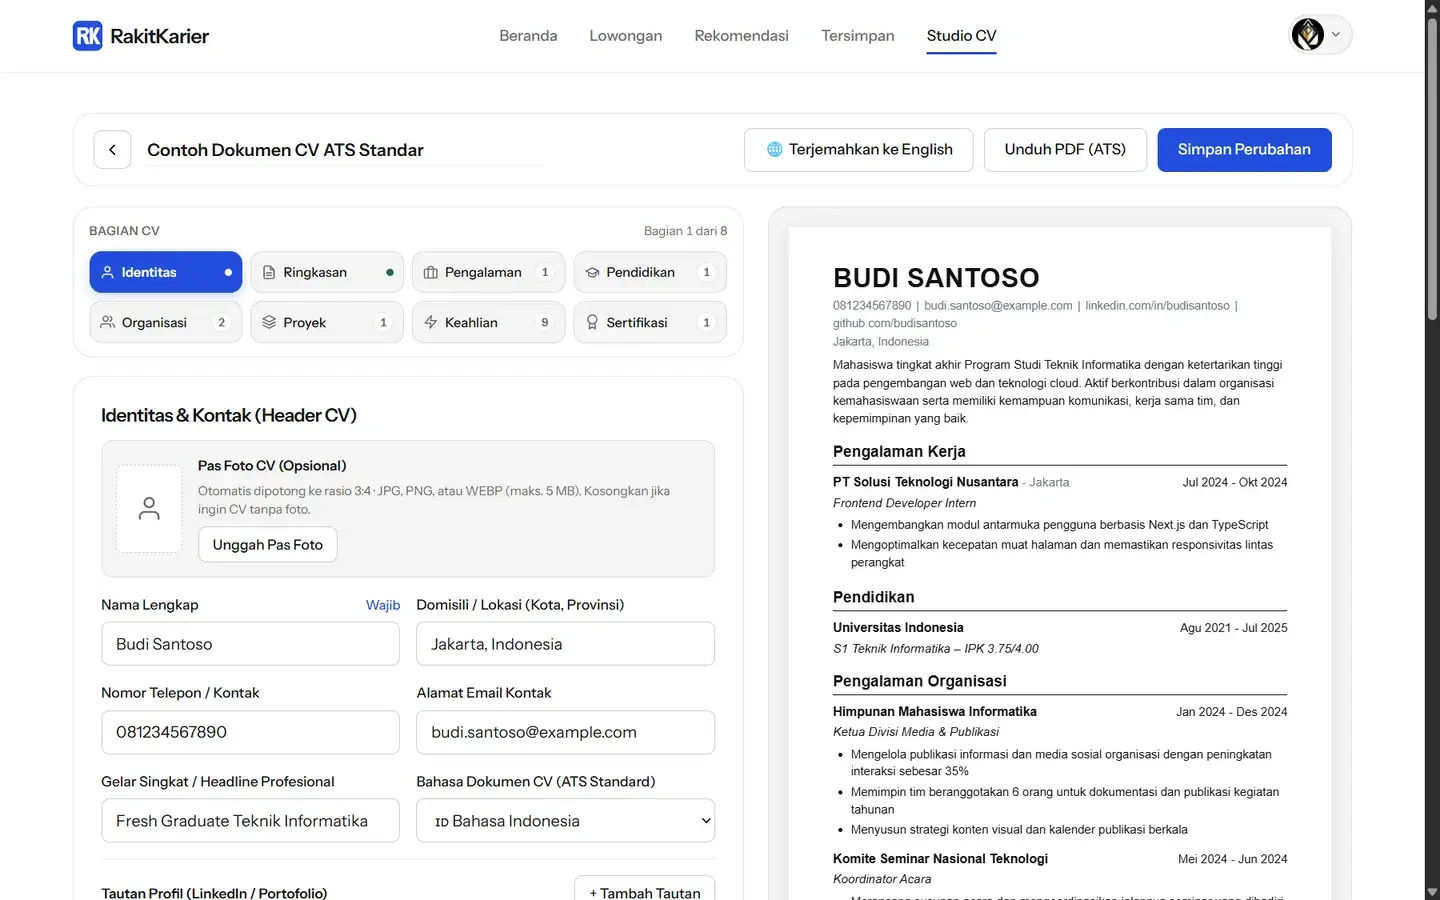 RK RakitKarier
Beranda
Lowongan
Rekomendasi
Tersimpan
Studio CV
Contoh Dokumen CV ATS Standar
Terjemahkan ke English
Unduh PDF (ATS)
Simpan Perubahan
BAGIAN CV
Bagian 1 dari 8
Identitas
Ringkasan
Pengalaman 1
Pendidikan 1
Organisasi 2
Proyek 1
Keahlian 9
Sertifikasi 1
Identitas & Kontak (Header CV)
Pas Foto CV (Opsional)
Otomatis dipotong ke rasio 3:4 · JPG, PNG, atau WEBP (maks. 5 MB). Kosongkan jika
ingin CV tanpa foto.
Unggah Pas Foto
Nama Lengkap Wajib
Budi Santoso
Domisili / Lokasi (Kota, Provinsi)
Jakarta, Indonesia
Nomor Telepon / Kontak
081234567890
Alamat Email Kontak
budi.santoso@example.com
Gelar Singkat / Headline Profesional
Fresh Graduate Teknik Informatika
Bahasa Dokumen CV (ATS Standard)
ID Bahasa Indonesia
Tautan Profil (LinkedIn / Portofolio)
+ Tambah Tautan
BUDI SANTOSO
081234567890 | budi.santoso@example.com | linkedin.com/in/budisantoso |
github.com/budisantoso
Jakarta, Indonesia
Mahasiswa tingkat akhir Program Studi Teknik Informatika dengan ketertarikan tinggi
pada pengembangan web dan teknologi cloud. Aktif berkontribusi dalam organisasi
kemahasiswaan serta memiliki kemampuan komunikasi, kerja sama tim, dan
kepemimpinan yang baik.
Pengalaman Kerja
PT Solusi Teknologi Nusantara - Jakarta Jul 2024 - Okt 2024
Frontend Developer Intern
• Mengembangkan modul antarmuka pengguna berbasis Next.js dan TypeScript
• Mengoptimalkan kecepatan muat halaman dan memastikan responsivitas lintas
perangkat
Pendidikan
Universitas Indonesia Agu 2021 - Jul 2025
S1 Teknik Informatika – IPK 3.75/4.00
Pengalaman Organisasi
Himpunan Mahasiswa Informatika Jan 2024 - Des 2024
Ketua Divisi Media & Publikasi
• Mengelola publikasi informasi dan media sosial organisasi dengan peningkatan
interaksi sebesar 35%
• Memimpin tim beranggotakan 6 orang untuk dokumentasi dan publikasi kegiatan
tahunan
• Menyusun strategi konten visual dan kalender publikasi berkala
Komite Seminar Nasional Teknologi Mei 2024 - Jun 2024
Koordinator Acara